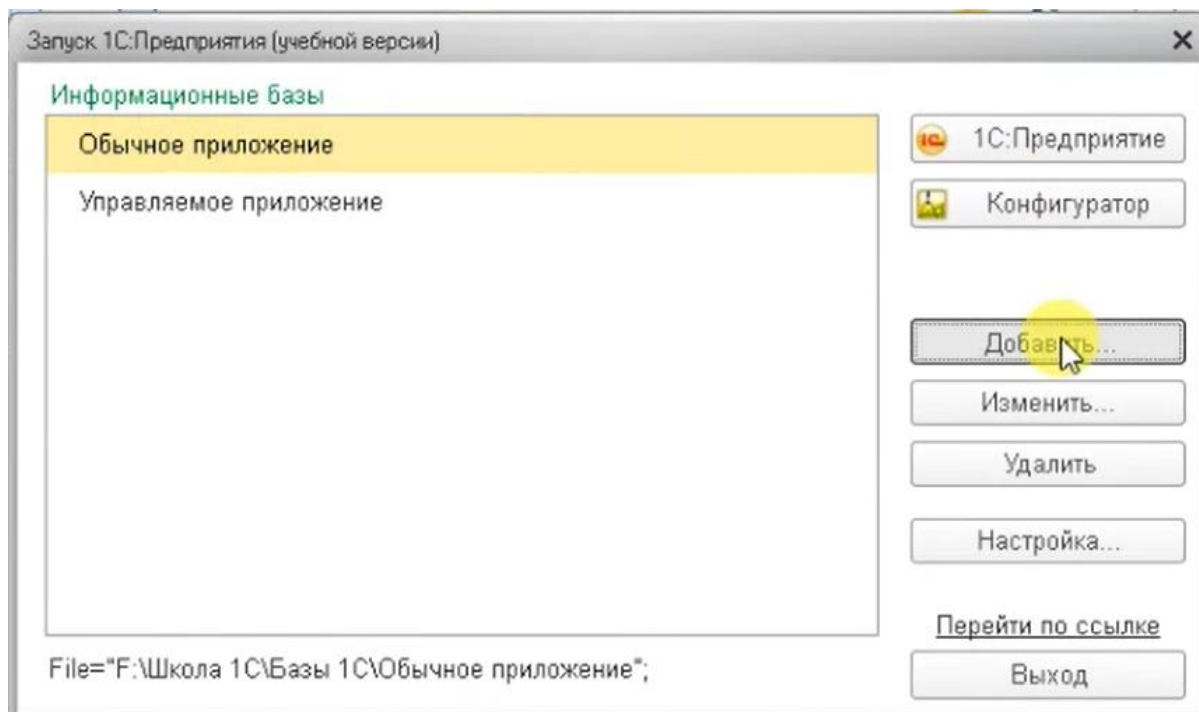 Запуск 1С:Предприятия (учебной версии)
Информационные базы
Обычное приложение
Управляемое приложение
1С:Предприятие
Конфигуратор
Добавить...
Изменить...
Удалить
Настройка...
Перейти по ссылке
Выход
File="F:\Школа 1С\Базы 1С\Обычное приложение";